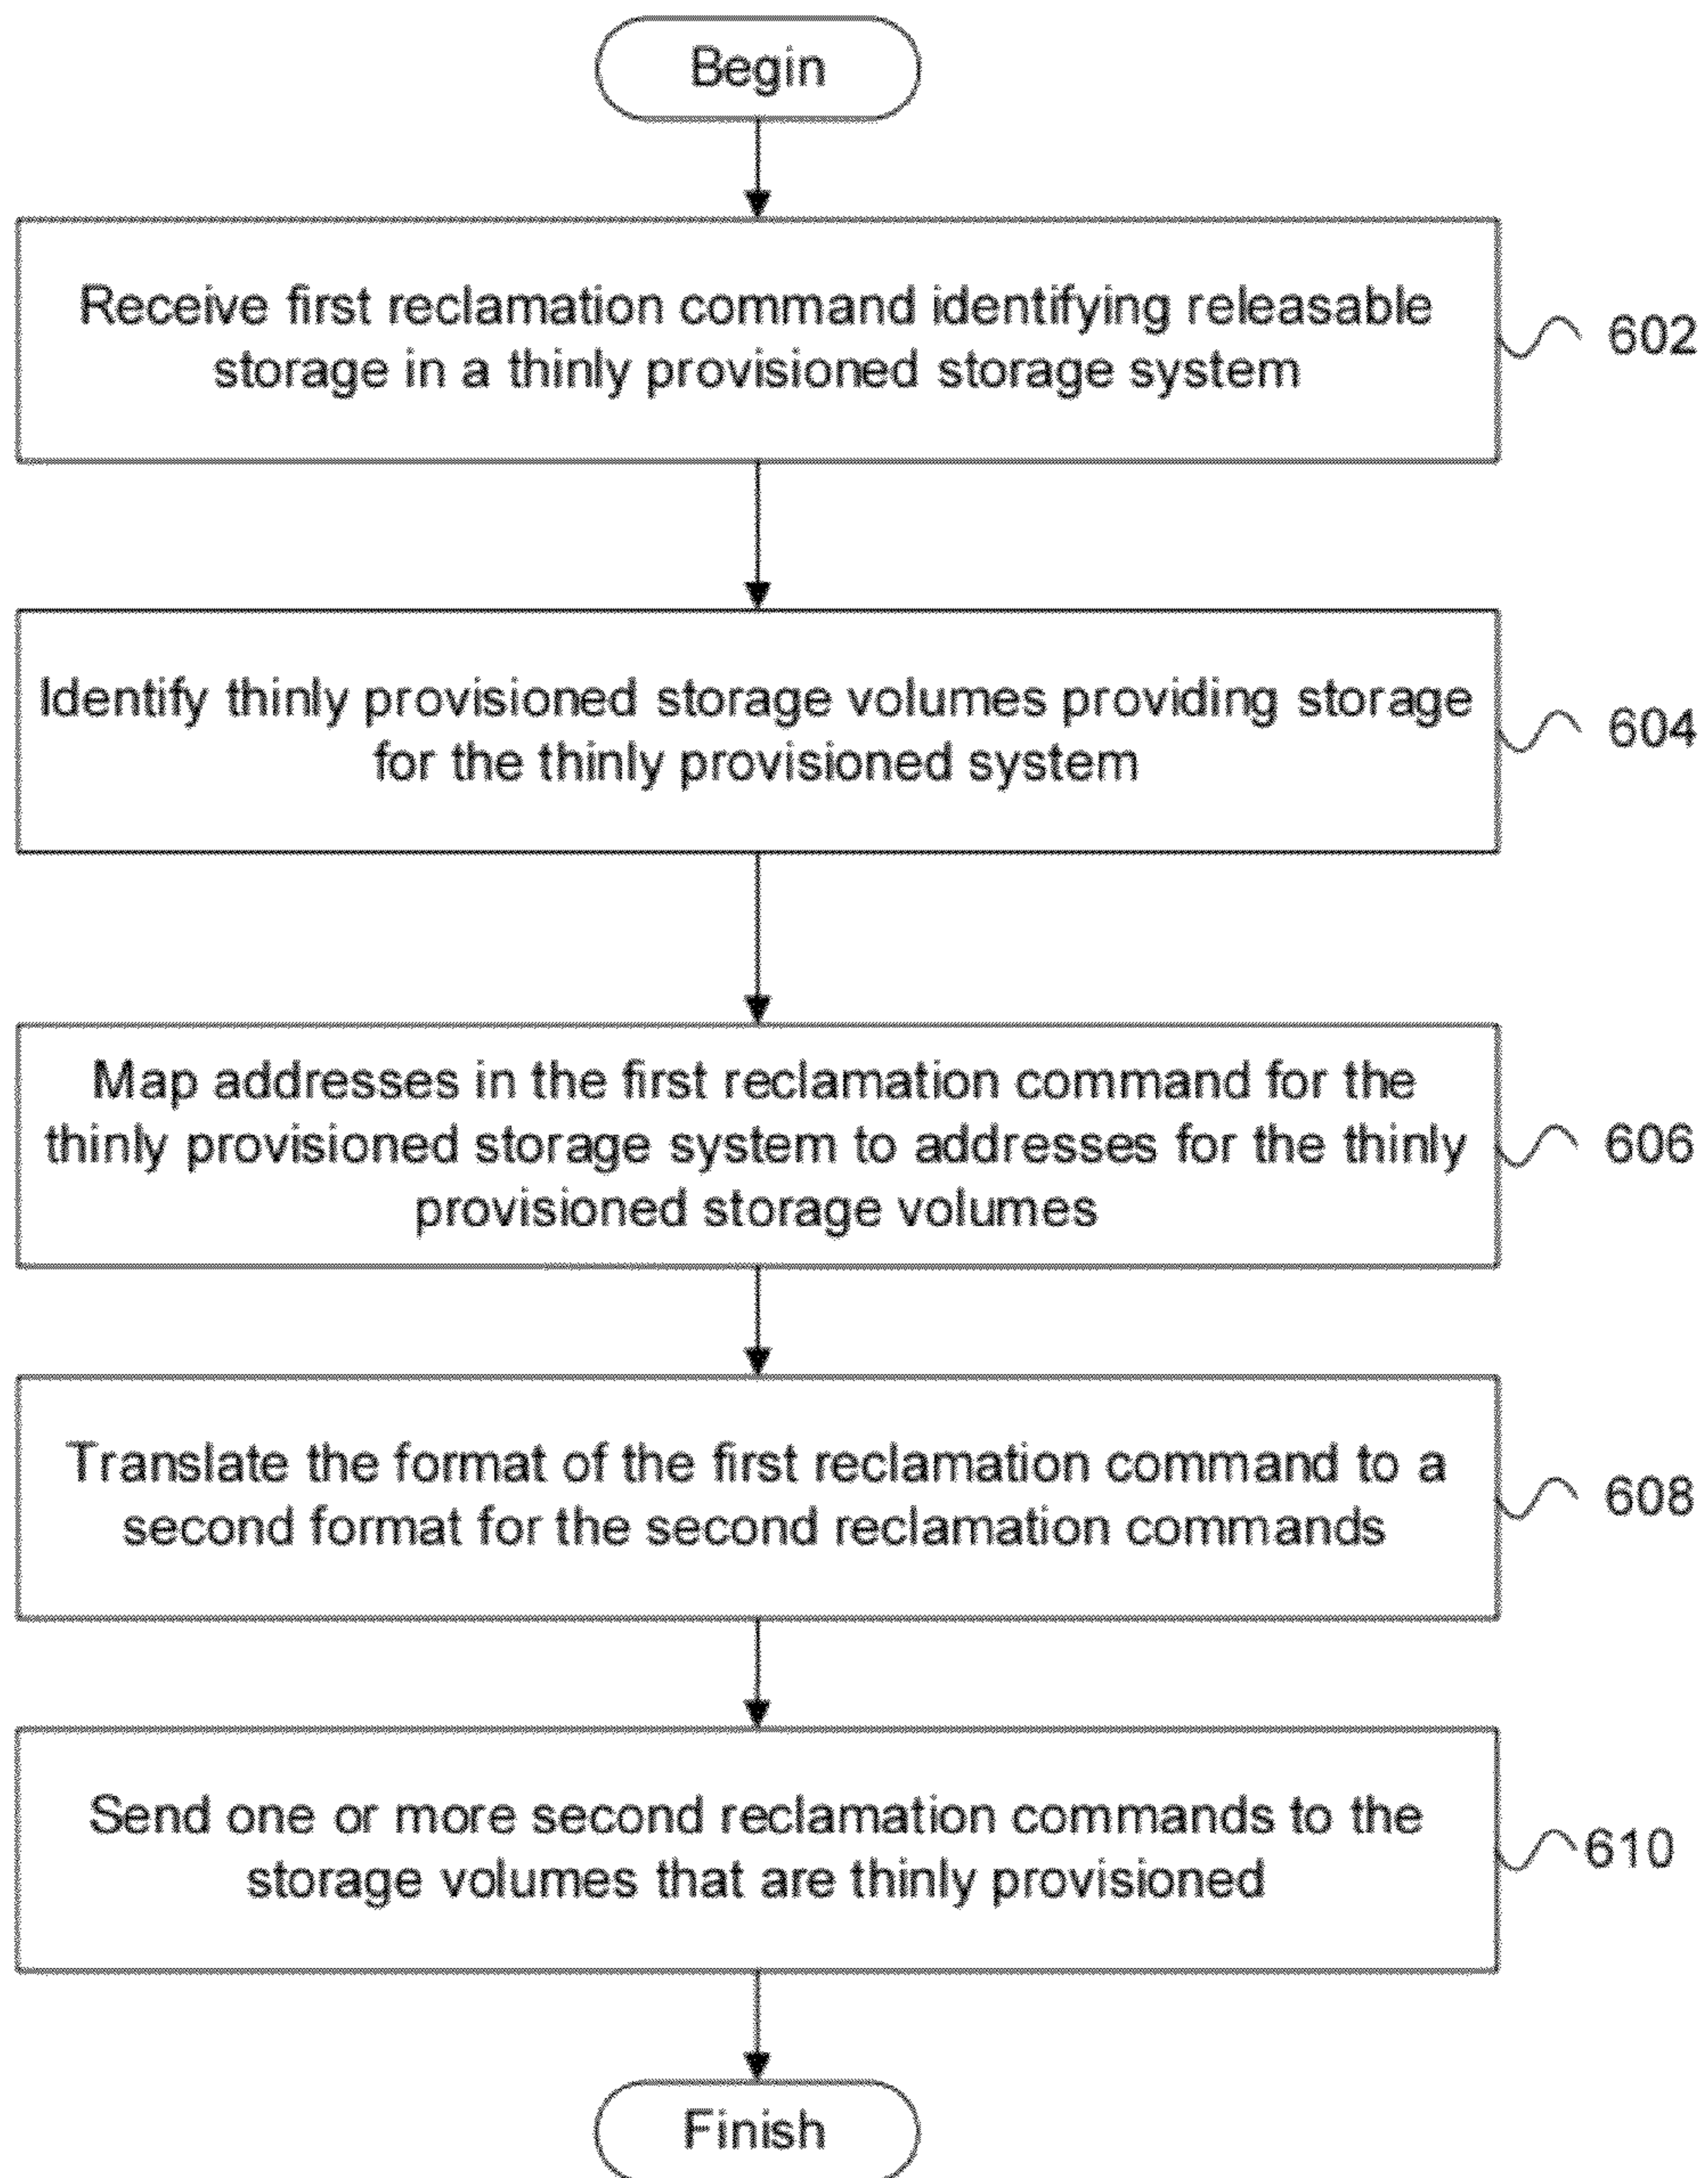 Begin
Receive first reclamation command identifying releasable
storage in a thinly provisioned storage system
602
Identify thinly provisioned storage volumes providing storage
for the thinly provisioned system
604
Map addresses in the first reclamation command for the
thinly provisioned storage system to addresses for the thinly
provisioned storage volumes
606
Translate the format of the first reclamation command to a
second format for the second reclamation commands
608
Send one or more second reclamation commands to the
storage volumes that are thinly provisioned
610
Finish